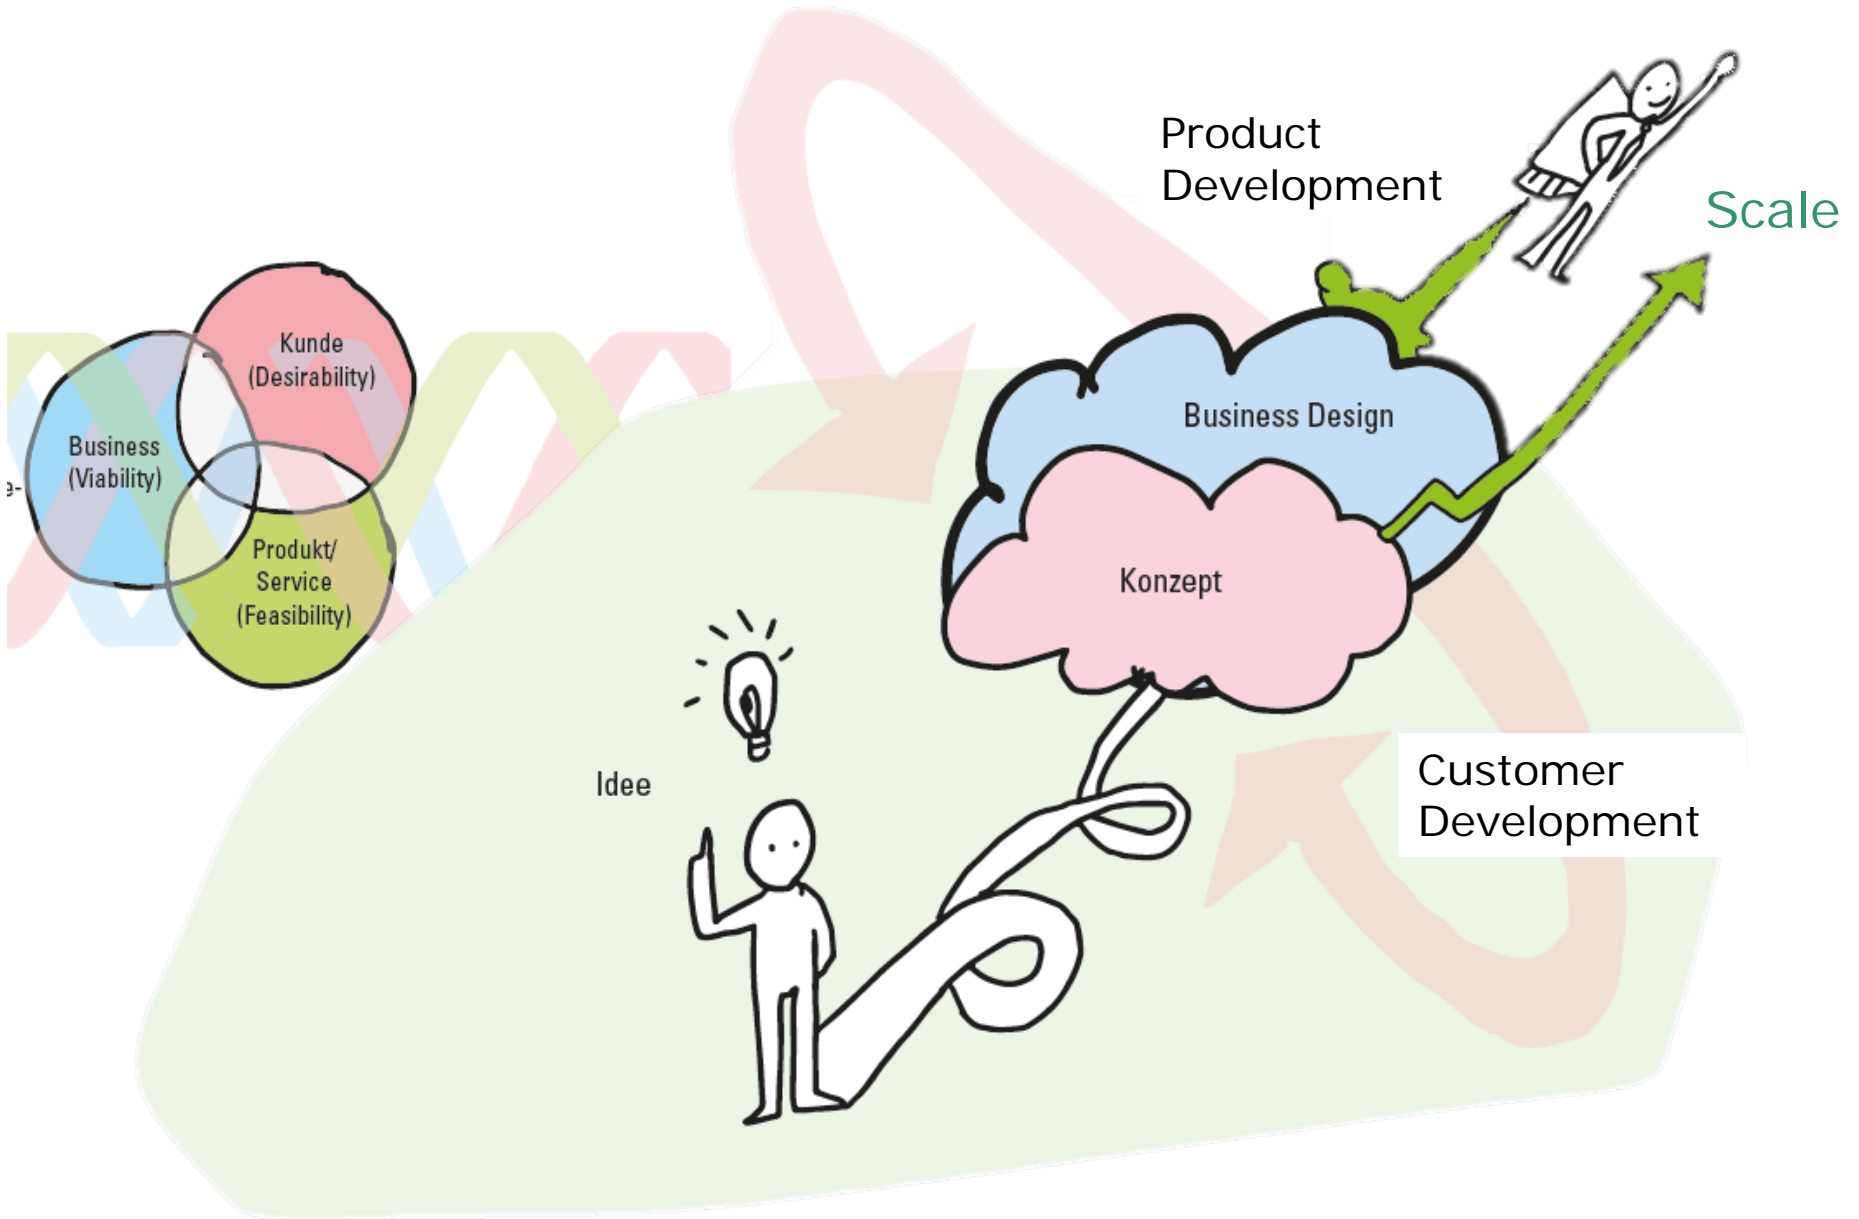 Product
Development
Scale
Kunde
(Desirability)
Business
(Viability)
e-
Produkt/
Service
(Feasibility)
Business Design
Konzept
Idee
Customer
Development